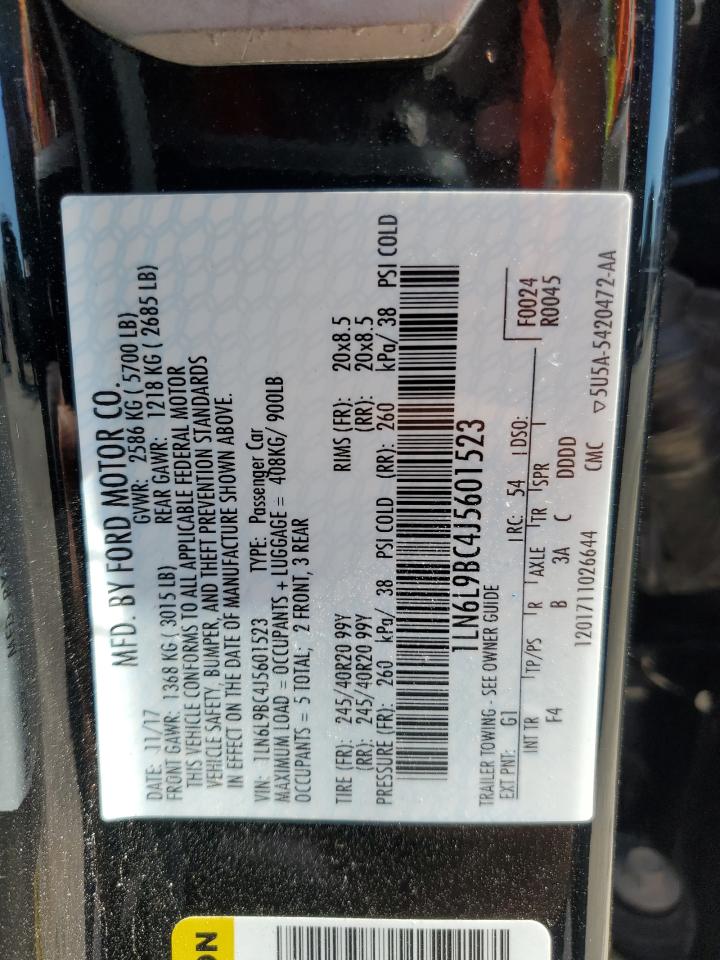 MFD. BY FORD MOTOR CO.
DATE: 11/17 GVWR: 2586 KG ( 5700 LB)
FRONT GAWR: 1368 KG ( 3015 LB) REAR GAWR: 1218 KG ( 2685 LB)
THIS VEHICLE CONFORMS TO ALL APPLICABLE FEDERAL MOTOR
VEHICLE SAFETY, BUMPER, AND THEFT PREVENTION STANDARDS
IN EFFECT ON THE DATE OF MANUFACTURE SHOWN ABOVE.
VIN: 1LN6L9BC4J5601523 TYPE: Passenger Car
MAXIMUM LOAD = OCCUPANTS + LUGGAGE = 408KG/ 900LB
OCCUPANTS = 5 TOTAL; 2 FRONT, 3 REAR
TIRE (FR): 245/40R20 99Y RIMS (FR): 20x8.5
(RR): 245/40R20 99Y (RR): 20x8.5
PRESSURE (FR): 260 kPa/ 38 PSI COLD (RR): 260 kPa/ 38 PSI COLD
1LN6L9BC4J5601523
TRAILER TOWING - SEE OWNER GUIDE
EXT PNT: G1 RC: 54 DSO: F0024
R0045
INT TR TP/PS R AXLE TR SPR
F4 B 3A C DDDD
1201711026644 CMC ▽5U5A-5420472-AA
ON